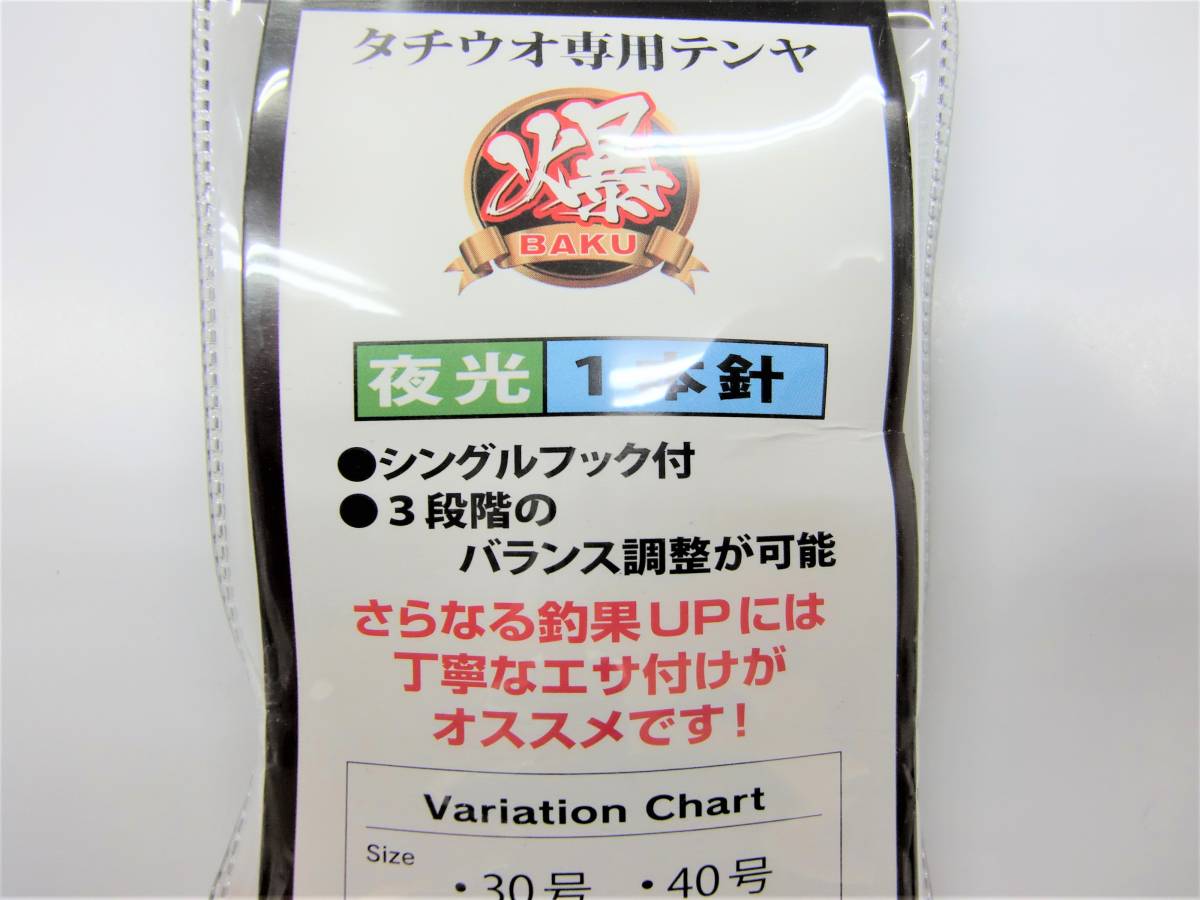 タチウオ専用テンヤ
爆
BAKU
夜光 1本針
●シングルフック付
●3段階の
バランス調整が可能
さらなる釣果UPには
丁寧なエサ付けが
オススメです!
Variation Chart
Size
・30号 ・40号